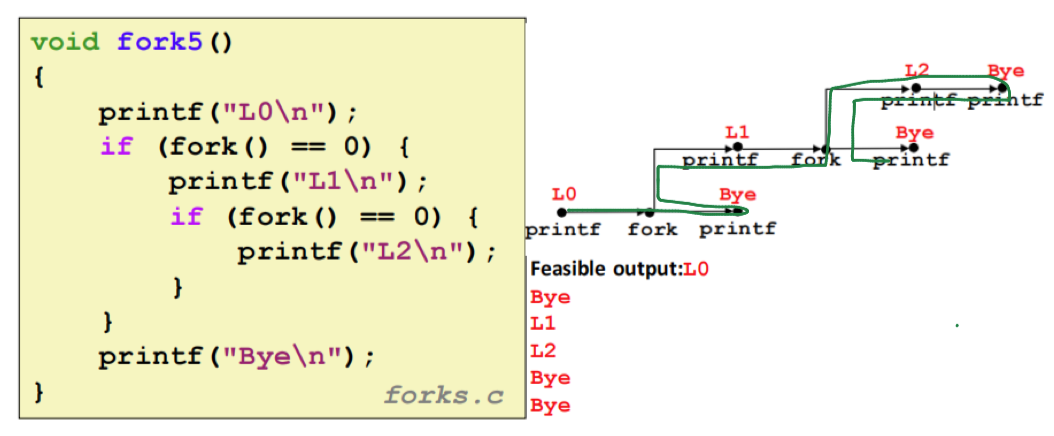 void fork5()
{
    printf("L0\n");
    if (fork() == 0) {
        printf("L1\n");
        if (fork() == 0) {
            printf("L2\n");
        }
    }
    printf("Bye\n");
}
forks.c
L2 Bye
printf printf
L1 Bye
printf fork printf
L0 Bye
printf fork printf
Feasible output:L0
Bye
L1
L2
Bye
Bye